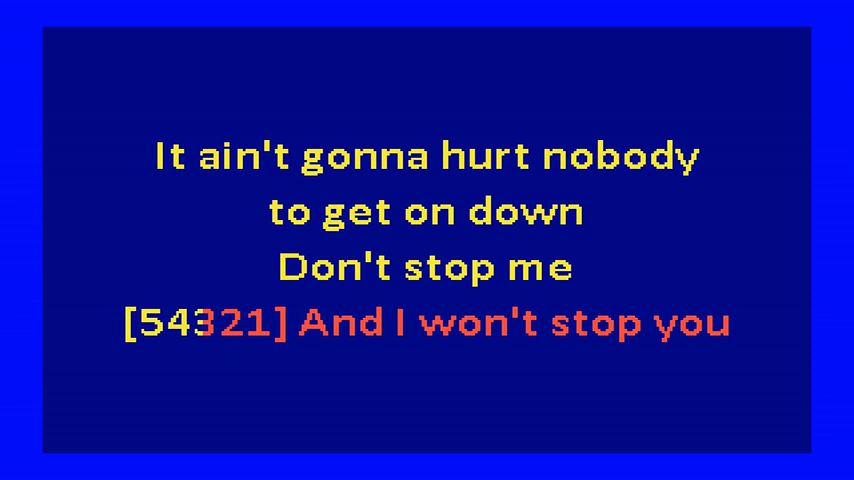 It ain't gonna hurt nobody
to get on down
Don't stop me
[54321] And I won't stop you